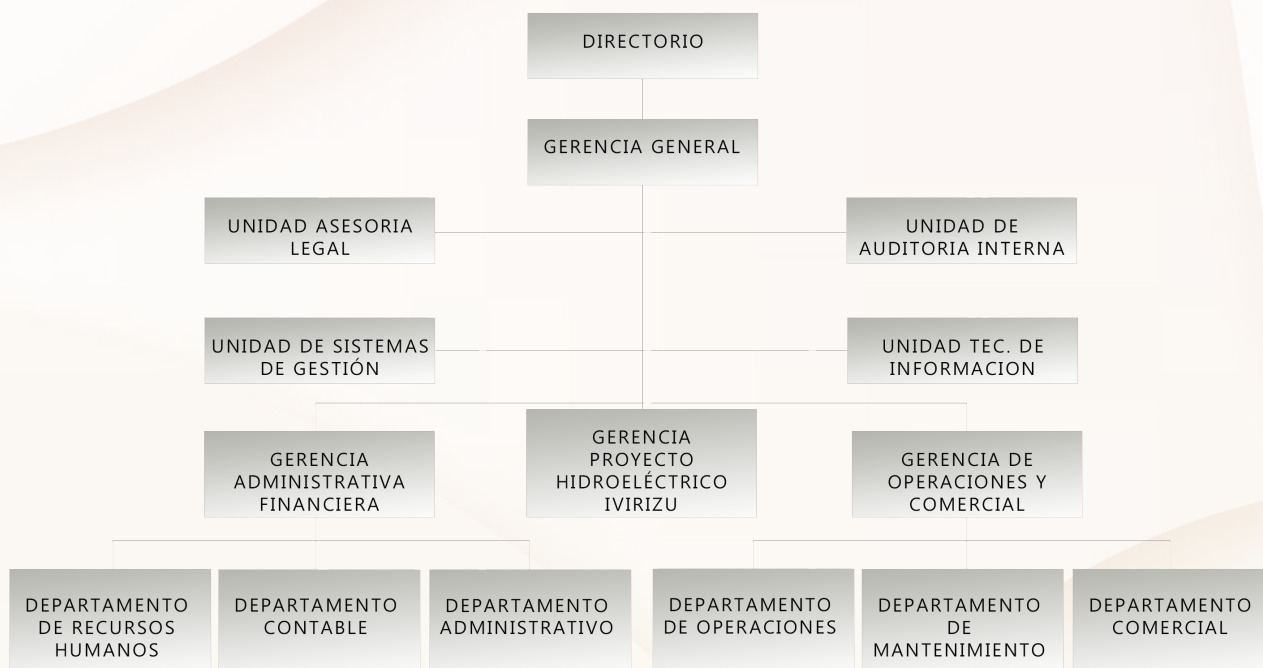 DIRECTORIO
GERENCIA GENERAL
UNIDAD ASESORIA
LEGAL
UNIDAD DE
AUDITORIA INTERNA
UNIDAD DE SISTEMAS
DE GESTIÓN
UNIDAD TEC. DE
INFORMACION
GERENCIA
ADMINISTRATIVA
FINANCIERA
GERENCIA
PROYECTO
HIDROELÉCTRICO
IVIRIZU
GERENCIA DE
OPERACIONES Y
COMERCIAL
DEPARTAMENTO
DE RECURSOS
HUMANOS
DEPARTAMENTO
CONTABLE
DEPARTAMENTO
ADMINISTRATIVO
DEPARTAMENTO
DE OPERACIONES
DEPARTAMENTO
DE
MANTENIMIENTO
DEPARTAMENTO
COMERCIAL